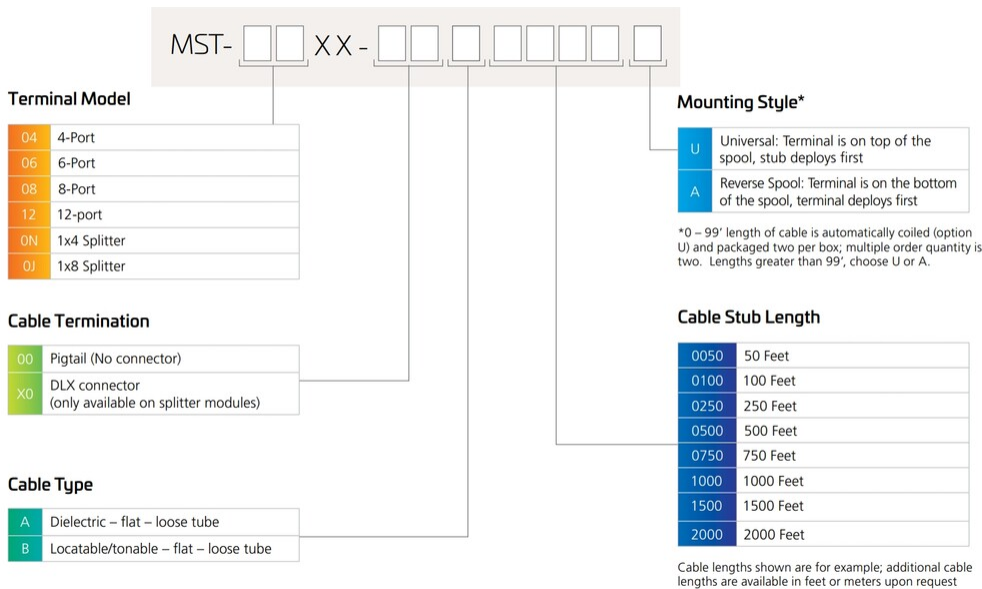 MST- XX -
Terminal Model
04 4-Port
06 6-Port
08 8-Port
12 12-port
0N 1x4 Splitter
0J 1x8 Splitter
Cable Termination
00 Pigtail (No connector)
X0 DLX connector
(only available on splitter modules)
Cable Type
A Dielectric – flat – loose tube
B Locatable/tonable – flat – loose tube
Mounting Style*
U Universal: Terminal is on top of the
spool, stub deploys first
A Reverse Spool: Terminal is on the bottom
of the spool, terminal deploys first
*0 – 99’ length of cable is automatically coiled (option
U) and packaged two per box; multiple order quantity is
two. Lengths greater than 99’, choose U or A.
Cable Stub Length
0050 50 Feet
0100 100 Feet
0250 250 Feet
0500 500 Feet
0750 750 Feet
1000 1000 Feet
1500 1500 Feet
2000 2000 Feet
Cable lengths shown are for example; additional cable
lengths are available in feet or meters upon request